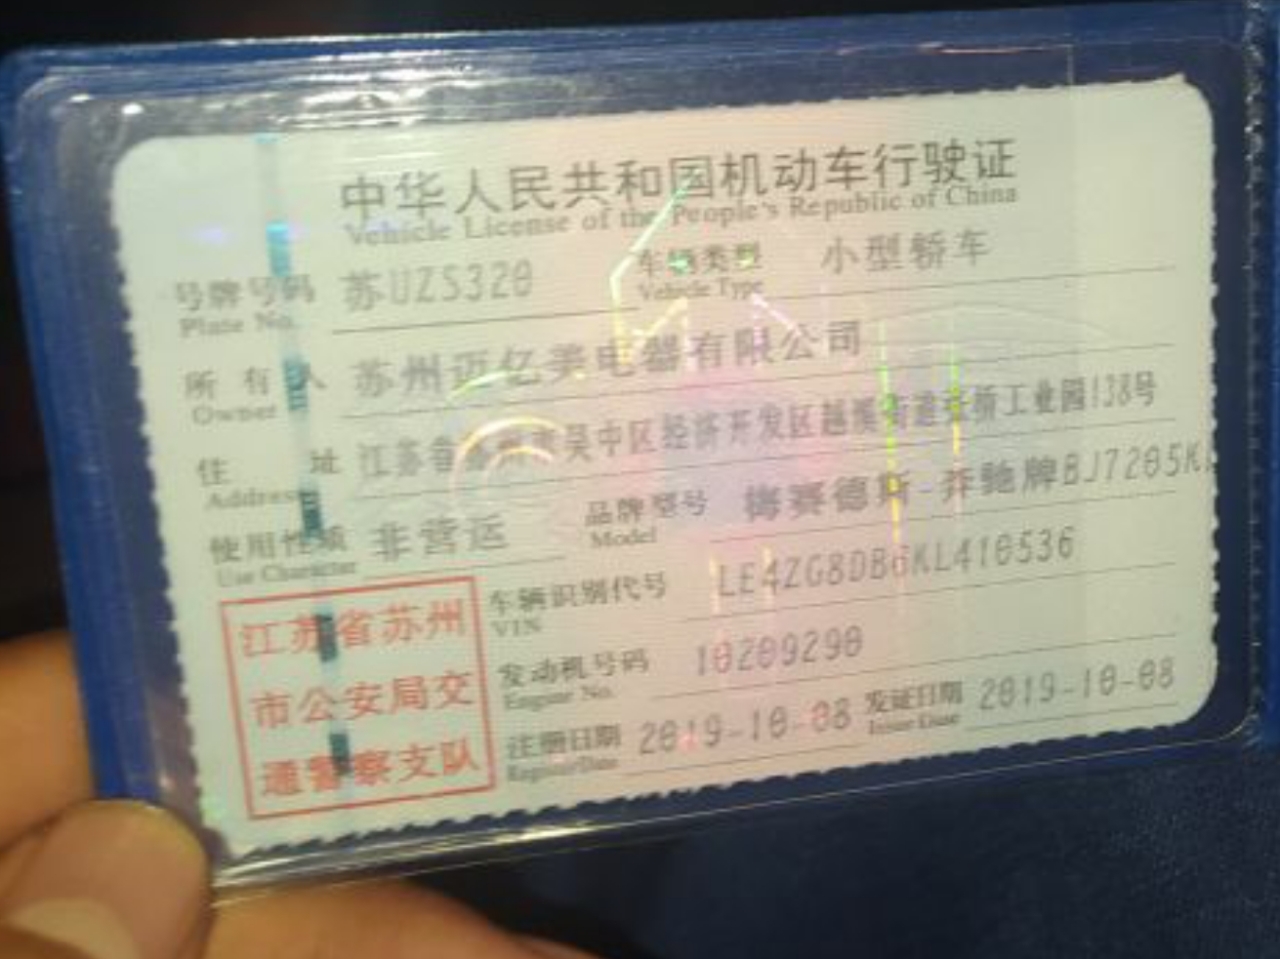 中华人民共和国机动车行驶证
Vehicle License of the People's Republic of China
号牌号码 苏UZS320 车辆类型 小型轿车
Plate No. Vehicle Type
所有人 苏州迈亿美电器有限公司
Owner
住址 江苏省苏州市吴中区经济开发区越溪街道 工业园138号
Address
使用性质 非营运 品牌型号 梅赛德斯-奔驰牌BJ7205K
Use Character Model
车辆识别代号 LE4ZG8DB6KL410536
VIN
发动机号码 10209290
Engine No.
注册日期 2019-10-08 发证日期 2019-10-08
Register Date Issue Date
江苏省苏州
市公安局交
通警察支队